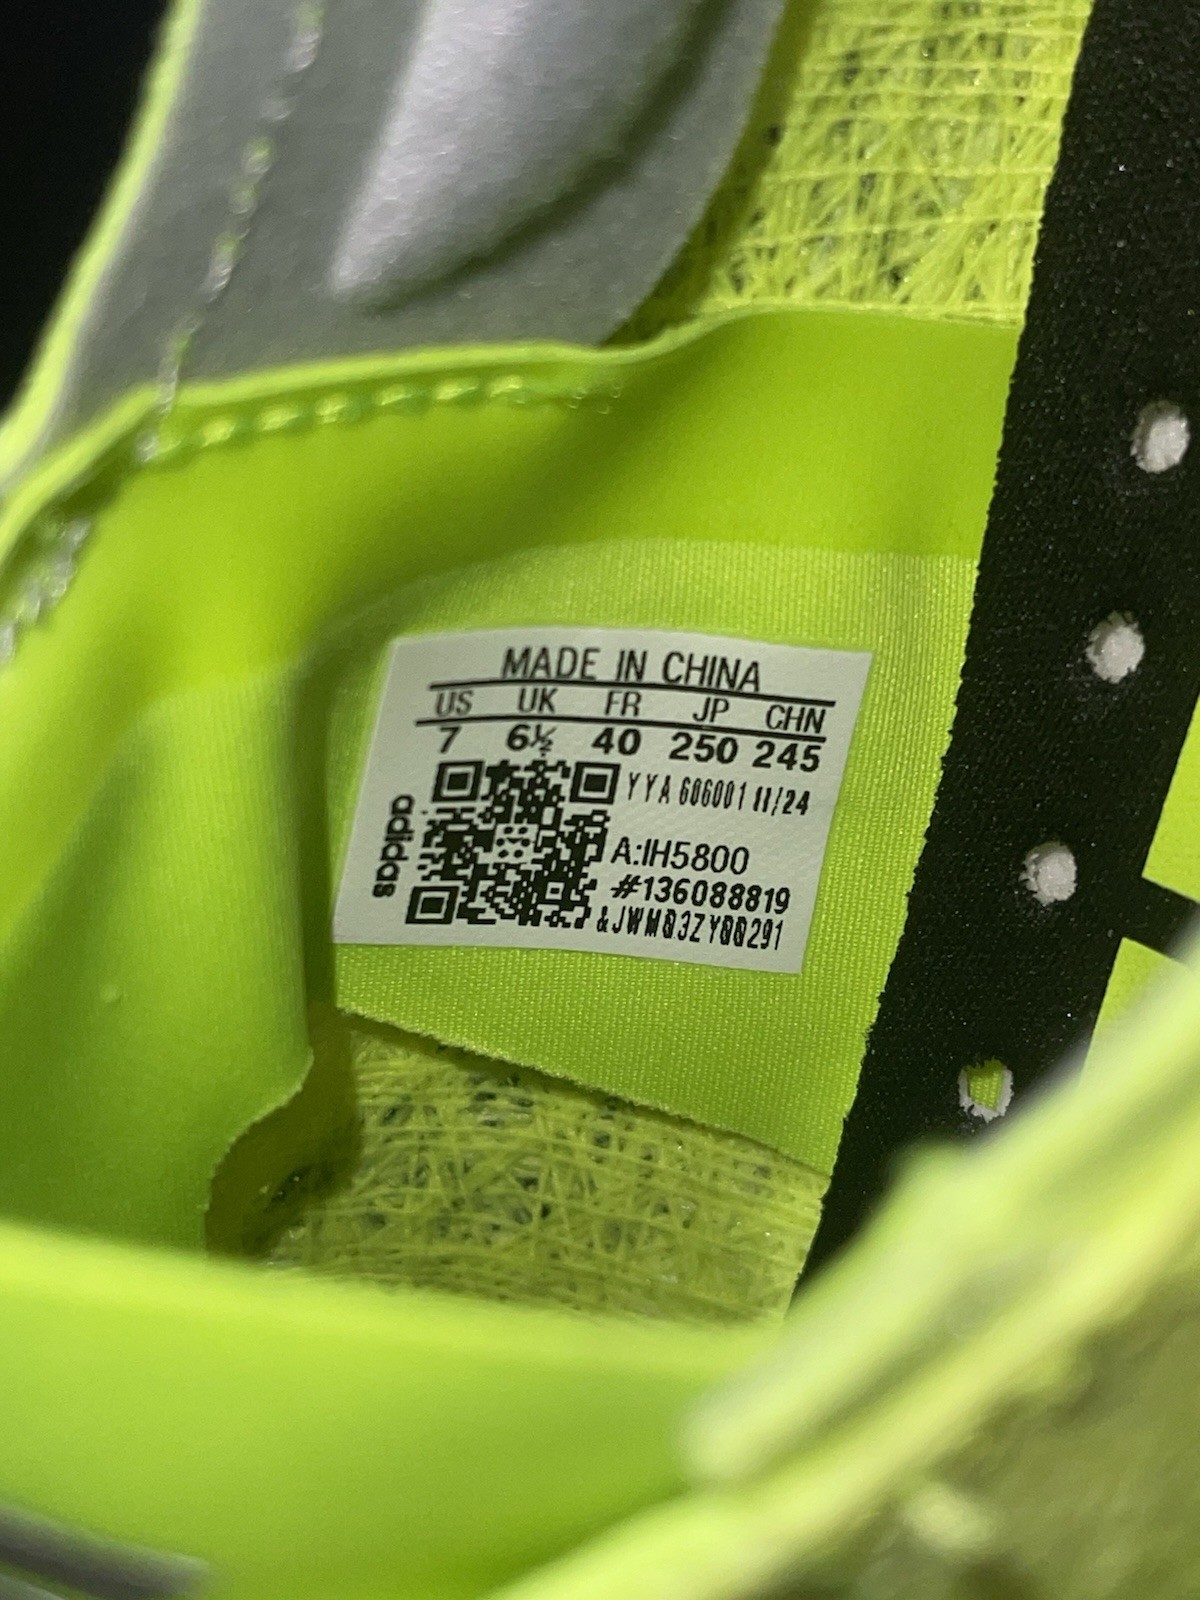 MADE IN CHINA
US UK FR JP CHN
7 6½ 40 250 245
YYA 606001 11/24
adidas
A:IH5800
#136088819
&JWMQ3ZY00291